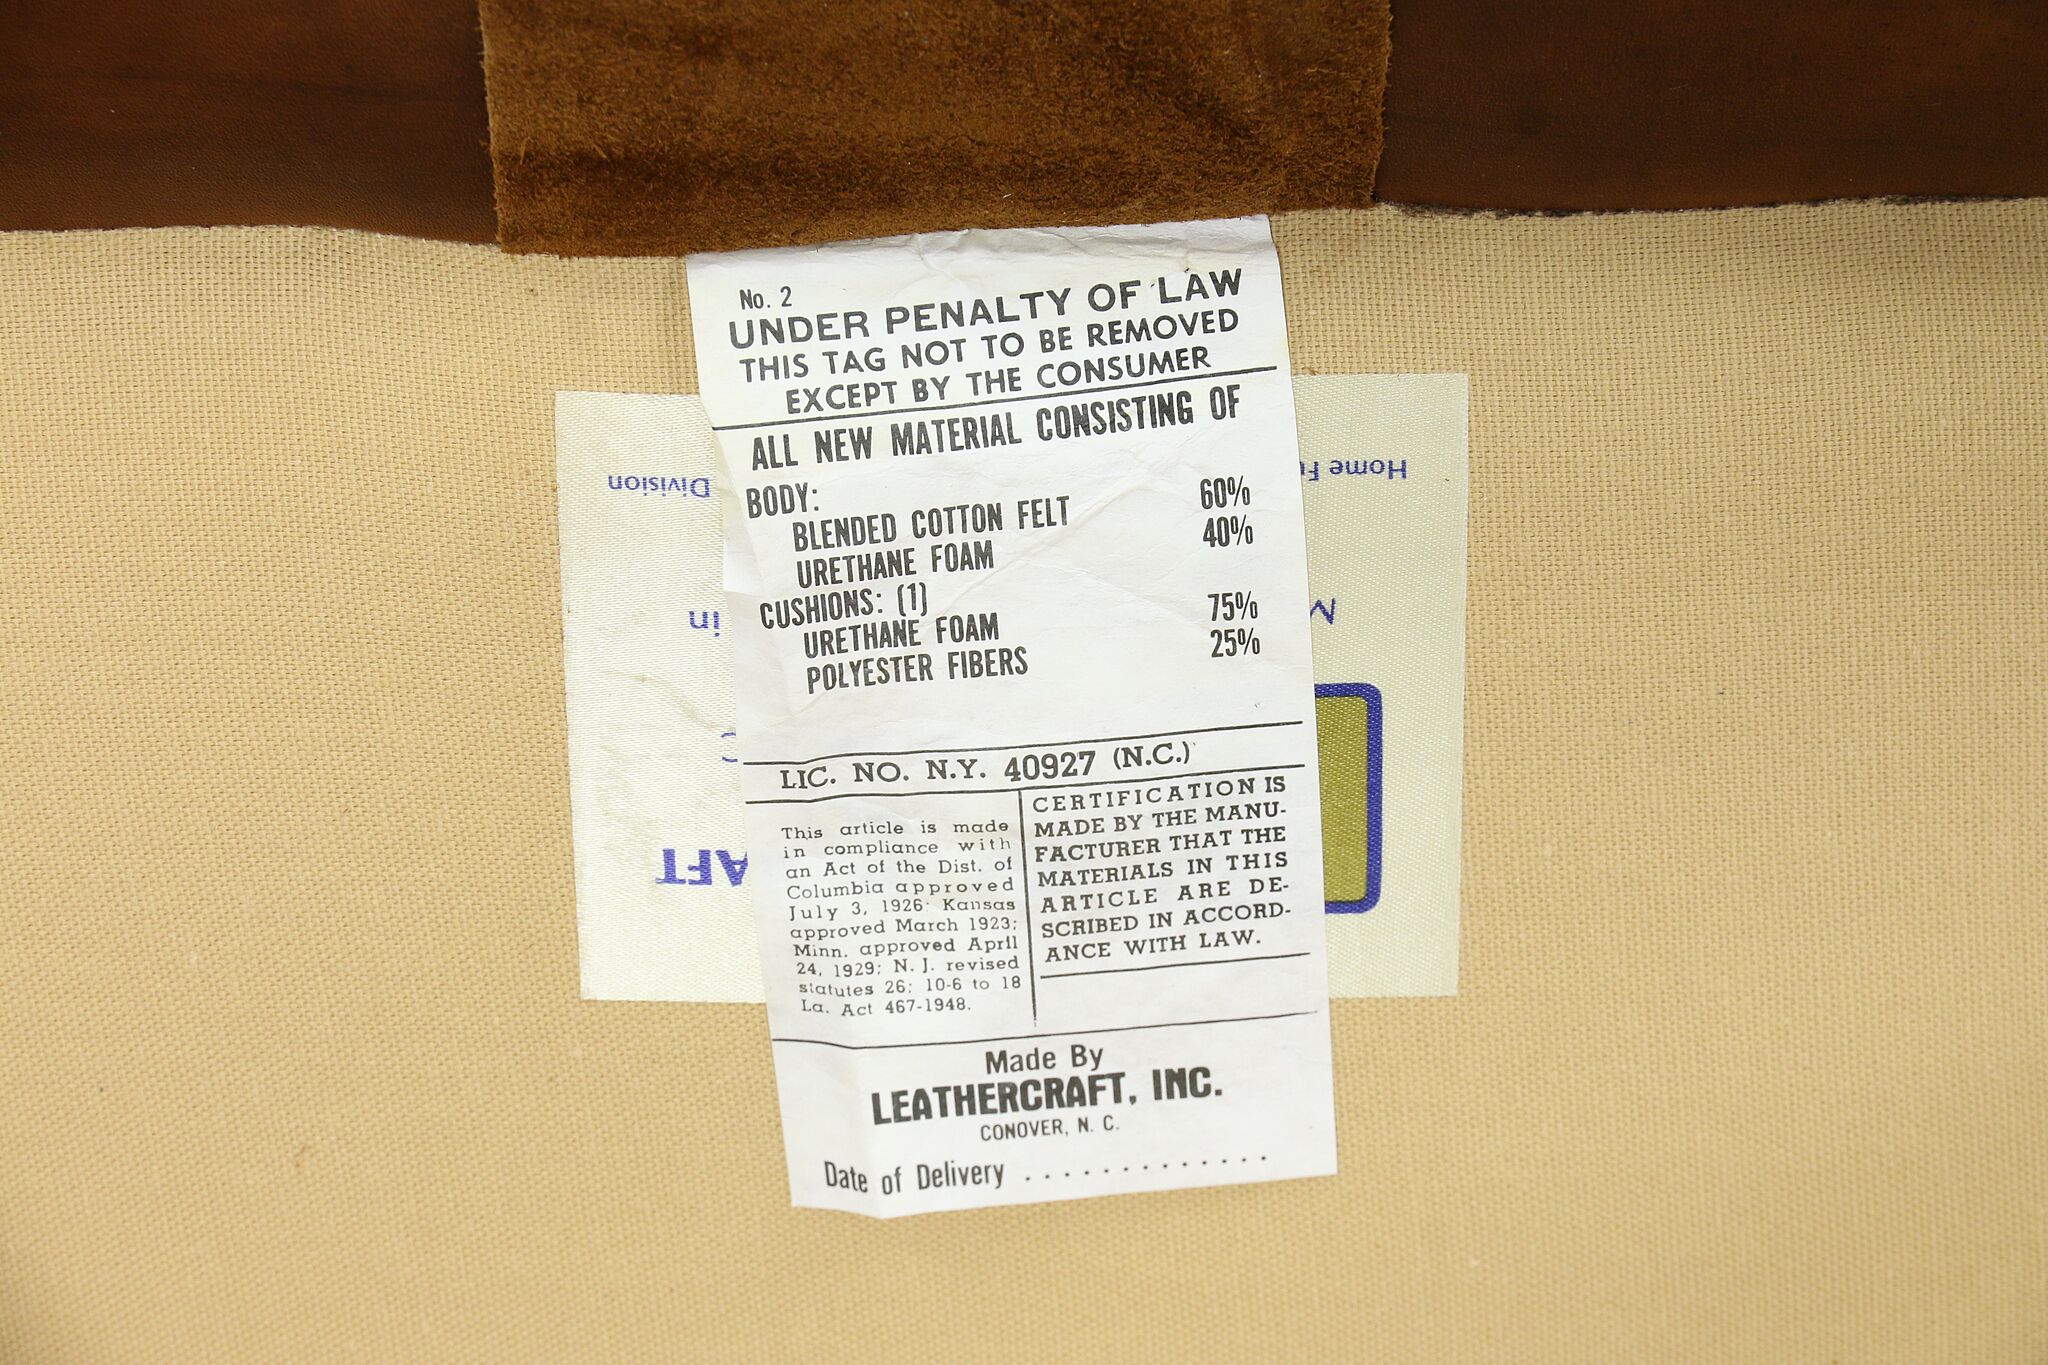 No. 2
UNDER PENALTY OF LAW
THIS TAG NOT TO BE REMOVED
EXCEPT BY THE CONSUMER
ALL NEW MATERIAL CONSISTING OF
BODY:
BLENDED COTTON FELT 60%
URETHANE FOAM 40%
CUSHIONS: (1)
URETHANE FOAM 75%
POLYESTER FIBERS 25%
LIC. NO. N.Y. 40927 (N.C.)
This article is made
in compliance with
an Act of the Dist. of
Columbia approved
July 3, 1926: Kansas
approved March 1923;
Minn. approved April
24, 1929; N. J. revised
statutes 26: 10-6 to 18
La. Act 467-1948.
CERTIFICATION IS
MADE BY THE MANU-
FACTURER THAT THE
MATERIALS IN THIS
ARTICLE ARE DE-
SCRIBED IN ACCORD-
ANCE WITH LAW.
Made By
LEATHERCRAFT, INC.
CONOVER, N. C.
Date of Delivery . . . . . . . . . . . . .
AFT
in
Home Division